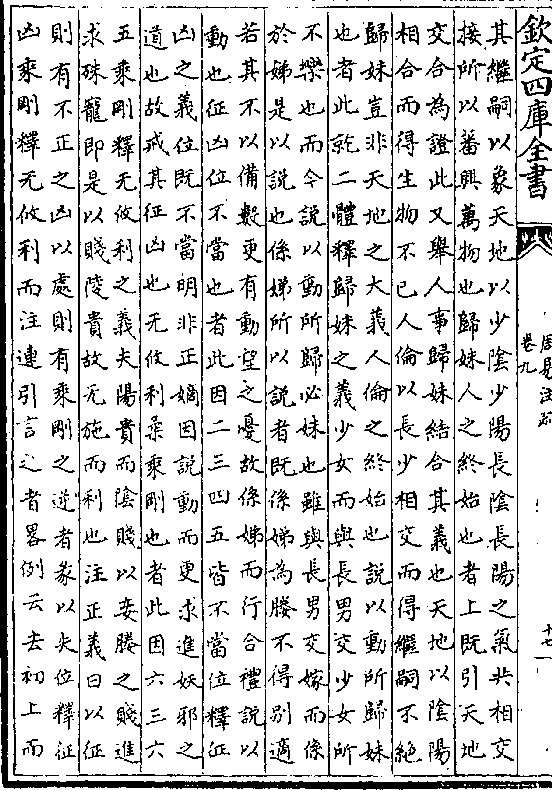 欽定四庫全書
周易注疏
卷九
十七
其繼嗣以象天地以少陰少陽長陰長陽之氣共相交
接所以蕃興萬物也歸妹人之終始也者上既引天地
交合為證此又舉人事歸妹結合其義也天地以陰陽
相合而得生物不已人倫以長少相交而得繼嗣不絶
歸妹豈非天地之大義人倫之終始也說以動所歸妹
也者此就二體釋歸妹之義少女而與長男交少女所
不樂也而今說以動所歸必妹也雖與長男交嫁而係
於娣是以說也係娣所以說者既係娣為媵不得别適
若其不以備數更有動望之憂故係娣而行合禮說以
動也征凶位不當也者此因二三四五皆不當位釋征
凶之義位既不當明非正嫡因說動而更求進妖邪之
道也故戒其征凶也无攸利柔乘剛也者此因六三六
五乘剛釋无攸利之義夫陽貴而陰賤以妾媵之賤進
求殊寵即是以賤陵貴故无施而利也注正義曰以征
則有不正之凶以處則有乘剛之逆者彖以失位釋征
凶乘剛釋无攸利而注連引言之者畧例云去初上而